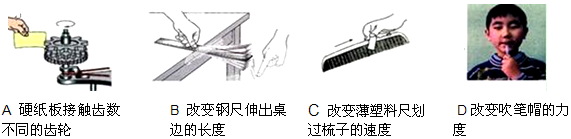 A 硬纸板接触齿数
不同的齿轮
B 改变钢尺伸出桌
边的长度
C 改变薄塑料尺划
过梳子的速度
D改变吹笔帽的力
度